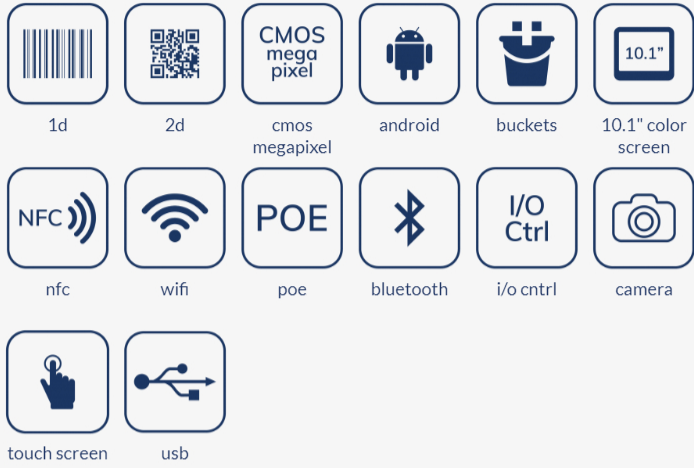 CMOS
mega
pixel
10.1"
1d
2d
cmos
megapixel
android
buckets
10.1" color
screen
NFC
POE
I/O
Ctrl
nfc
wifi
poe
bluetooth
i/o cntrl
camera
touch screen
usb